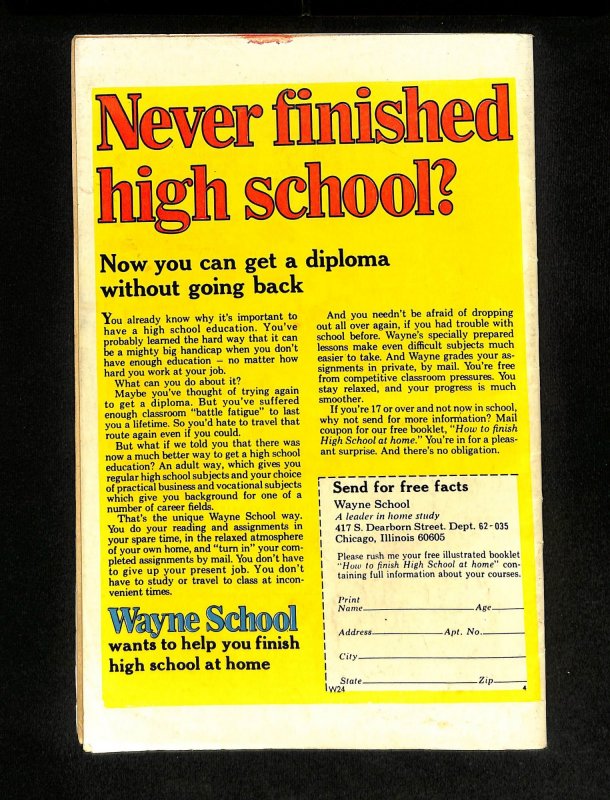 Never finished
high school?
Now you can get a diploma
without going back
You already know why it's important to
have a high school education. You've
probably learned the hard way that it can
be a mighty big handicap when you don't
have enough education – no matter how
hard you work at your job.
What can you do about it?
Maybe you've thought of trying again
to get a diploma. But you've suffered
enough classroom "battle fatigue" to last
you a lifetime. So you'd hate to travel that
route again even if you could.
But what if we told you that there was
now a much better way to get a high school
education? An adult way, which gives you
regular high school subjects and your choice
of practical business and vocational subjects
which give you background for one of a
number of career fields.
That's the unique Wayne School way.
You do your reading and assignments in
your spare time, in the relaxed atmosphere
of your own home, and "turn in" your com-
pleted assignments by mail. You don't have
to give up your present job. You don't
have to study or travel to class at incon-
venient times.
Wayne School
wants to help you finish
high school at home
And you needn't be afraid of dropping
out all over again, if you had trouble with
school before. Wayne's specially prepared
lessons make even difficult subjects much
easier to take. And Wayne grades your as-
signments in private, by mail. You're free
from competitive classroom pressures. You
stay relaxed, and your progress is much
smoother.
If you're 17 or over and not now in school,
why not send for more information? Mail
coupon for our free booklet, "How to finish
High School at home." You're in for a pleas-
ant surprise. And there's no obligation.
Send for free facts
Wayne School
A leader in home study
417 S. Dearborn Street. Dept. 62-035
Chicago, Illinois 60605
Please rush me your free illustrated booklet
"How to finish High School at home" con-
taining full information about your courses.
Print
Name Age
Address Apt. No.
City
State Zip
W24 4